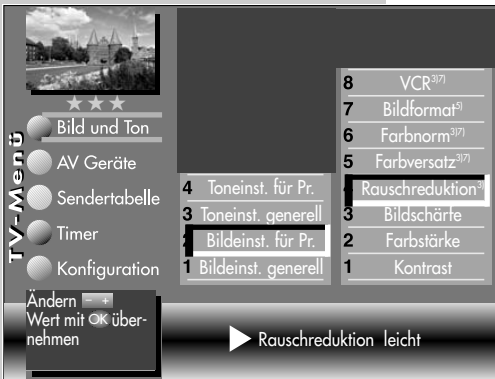 TV-Menü
Bild und Ton
AV Geräte
Sendertabelle
Timer
Konfiguration
4 Toneinst. für Pr.
3 Toneinst. generell
2 Bildeinst. für Pr.
1 Bildeinst. generell
8 VCR3)7)
7 Bildformat5)
6 Farbnorm3)7)
5 Farbversatz3)7)
4 Rauschreduktion3)
3 Bildschärfe
2 Farbstärke
1 Kontrast
Ändern - +
Wert mit OK über-
nehmen
Rauschreduktion leicht